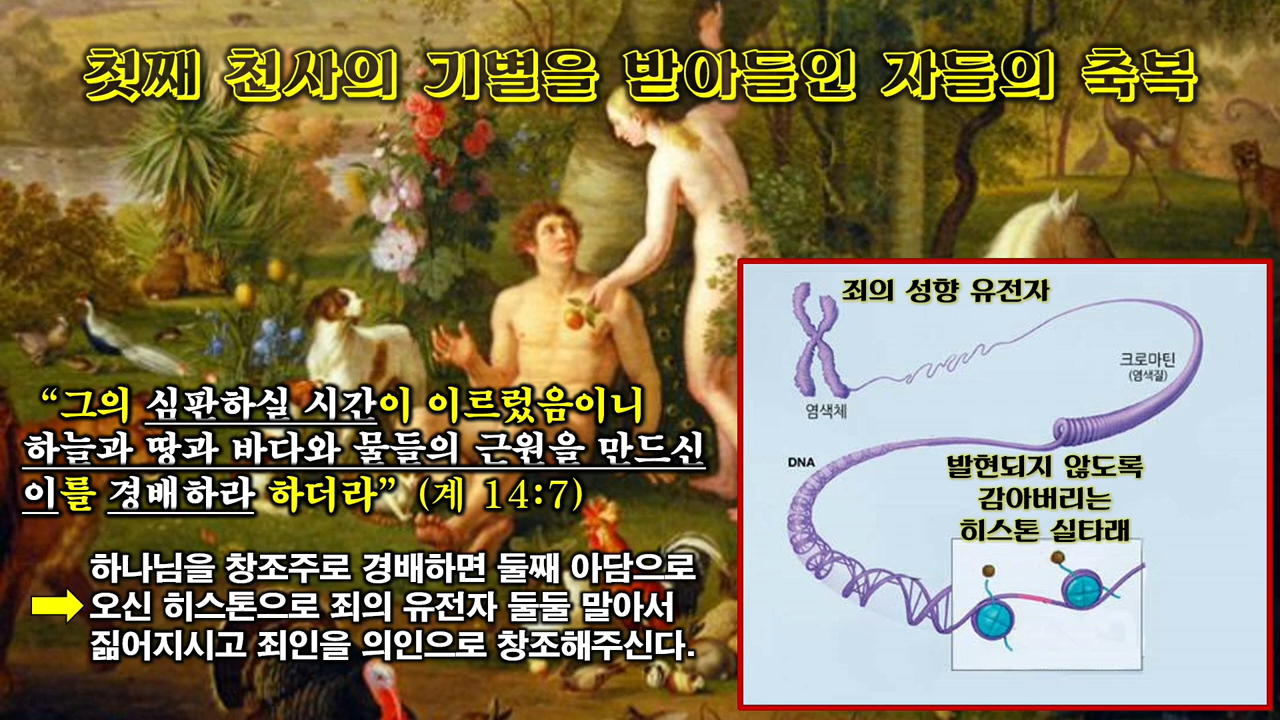 첫째 천사의 기별을 받아들인 자들의 축복
“그의 심판하실 시간이 이르렀음이니
하늘과 땅과 바다와 물들의 근원을 만드신
이를 경배하라 하더라” (계 14:7)
하나님을 창조주로 경배하면 둘째 아담으로
오신 히스톤으로 죄의 유전자 둘둘 말아서
짊어지시고 죄인을 의인으로 창조해주신다.
죄의 성향 유전자
크로마틴
(염색질)
염색체
DNA
발현되지 않도록
감아버리는
히스톤 실타래